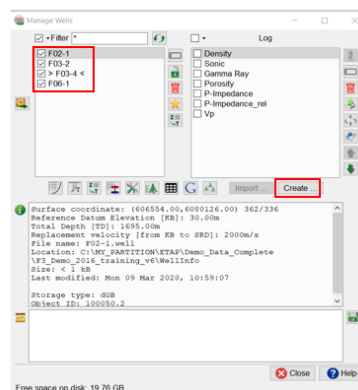 Manage Wells
Filter *
Log
F02-1
F03-2
> F03-4 <
F06-1
Density
Sonic
Gamma Ray
Porosity
P-Impedance
P-Impedance_rel
Vp
Import ...
Create ...
Surface coordinate: (606554.00,6080126.00) 362/336
Reference Datum Elevation [KB]: 30.00m
Total Depth [TD]: 1695.00m
Replacement velocity [from KB to SRD]: 2000m/s
File name: F02-1.well
Location: C:\MY_PARTITION\ETAP\Demo_Data_Complete
\F3_Demo_2016_training_v6\WellInfo
Size: < 1 kB
Last modified: Mon 09 Mar 2020, 10:59:07
Storage type: dGB
Object ID: 100050.2
Close
Help
Free space on disk: 19.76 GB